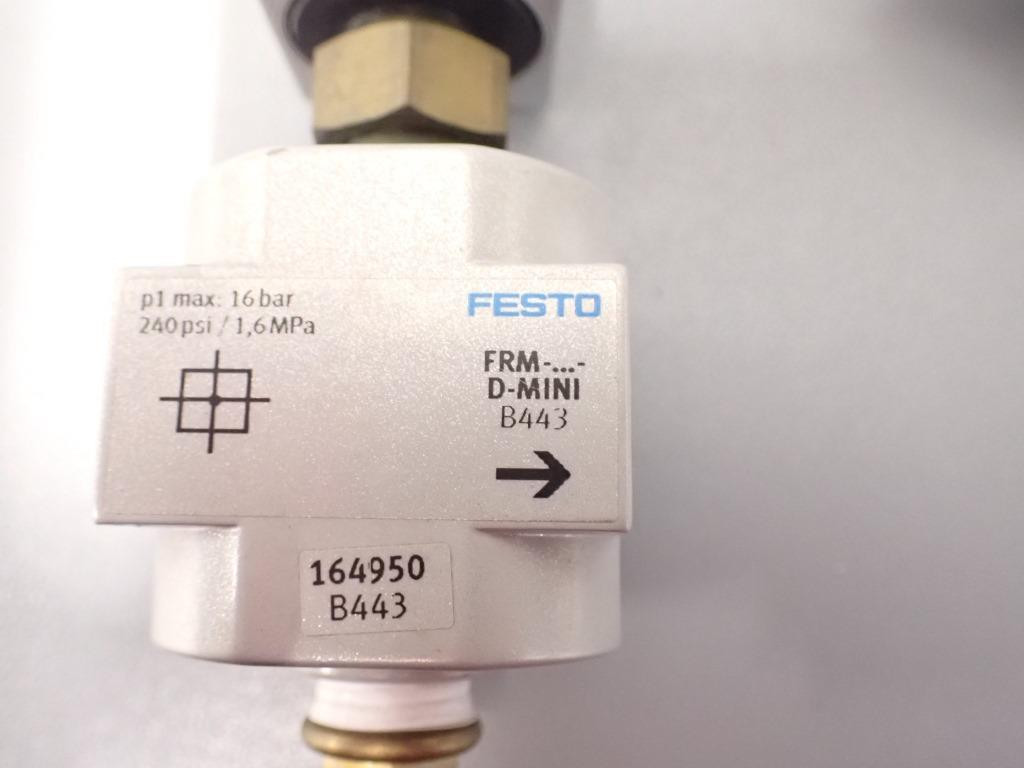 p1 max: 16 bar
240 psi / 1,6 MPa
FESTO
FRM-...-
D-MINI
B443
164950
B443